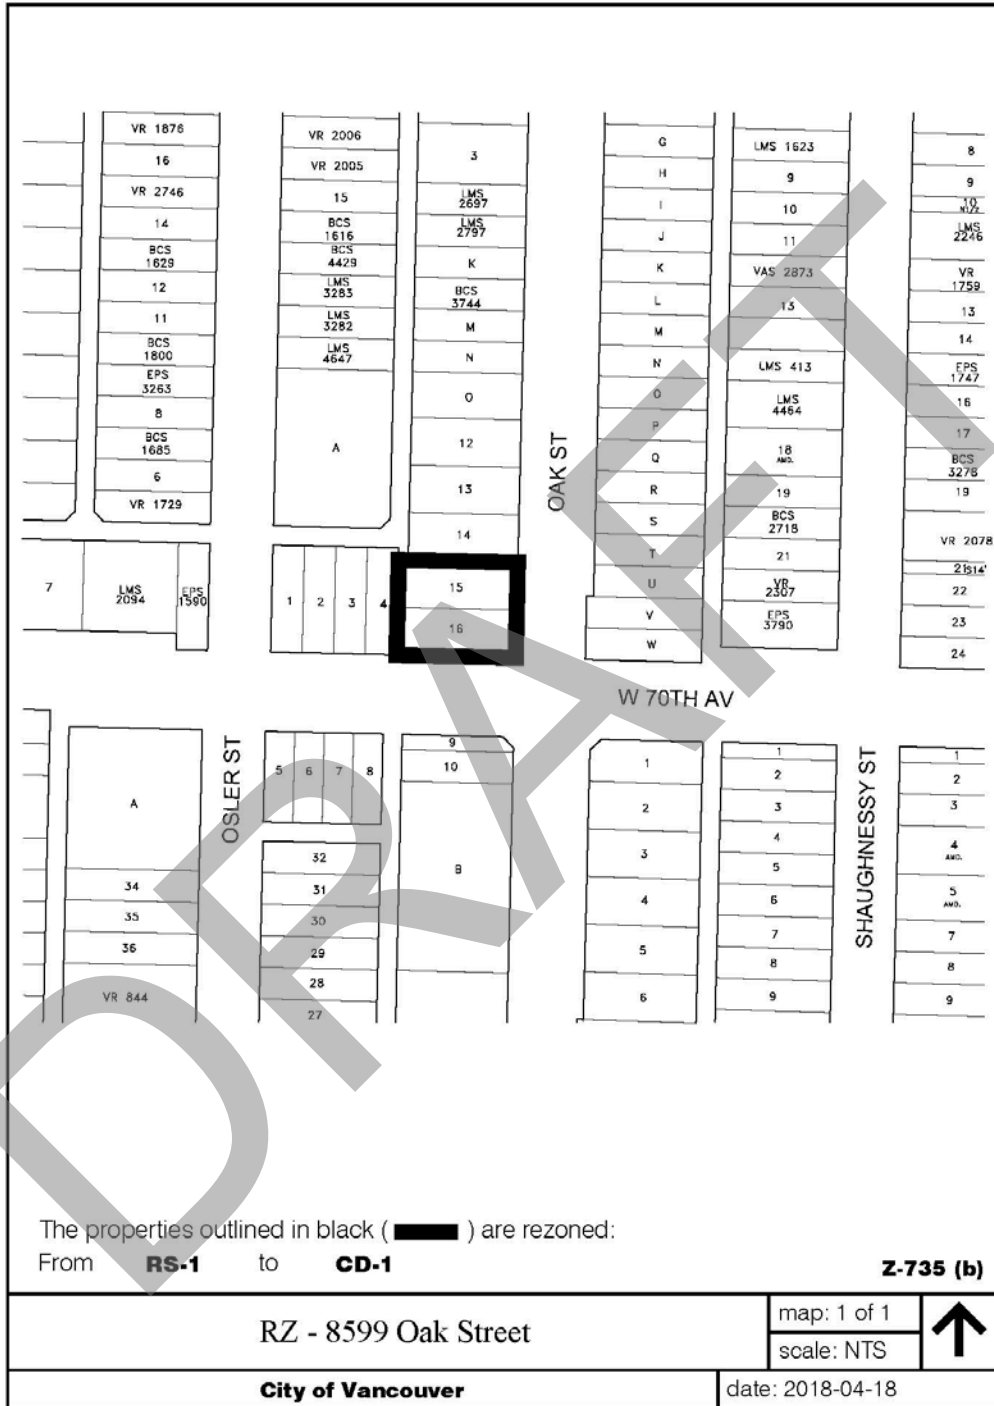 VR 1876
16
VR 2746
14
BCS
1629
12
11
BCS
1800
EPS
3263
8
BCS
1685
6
VR 1729
VR 2006
VR 2005
15
BCS
1616
BCS
4429
LMS
3283
LMS
3282
LMS
4647
A
3
LMS
2697
LMS
2797
K
BCS
3744
M
N
O
12
13
14
15
16
OAK ST
G
H
I
J
K
L
M
N
O
P
Q
R
S
T
U
V
W
LMS 1623
9
10
11
VAS 2873
13
LMS 413
LMS
4464
18
AMD.
19
BCS
2718
21
VR
2307
EPS
3790
8
9
10
N1/2
LMS
2246
VR
1759
13
14
EPS
1747
16
17
BCS
3278
19
VR 2078
21S14'
22
23
24
7
LMS
2094
EPS
1590
1 2 3 4
W 70TH AV
OSLER ST
SHAUGHNESSY ST
A
34
35
36
VR 844
5 6 7 8
32
31
30
29
28
27
9
10
B
1
2
3
4
5
6
1
2
3
4
5
6
7
8
9
1
2
3
4
AMD.
5
AMD.
7
8
9
DRAFT
The properties outlined in black ( ) are rezoned:
From RS-1 to CD-1
Z-735 (b)
RZ - 8599 Oak Street
map: 1 of 1
scale: NTS
City of Vancouver
date: 2018-04-18